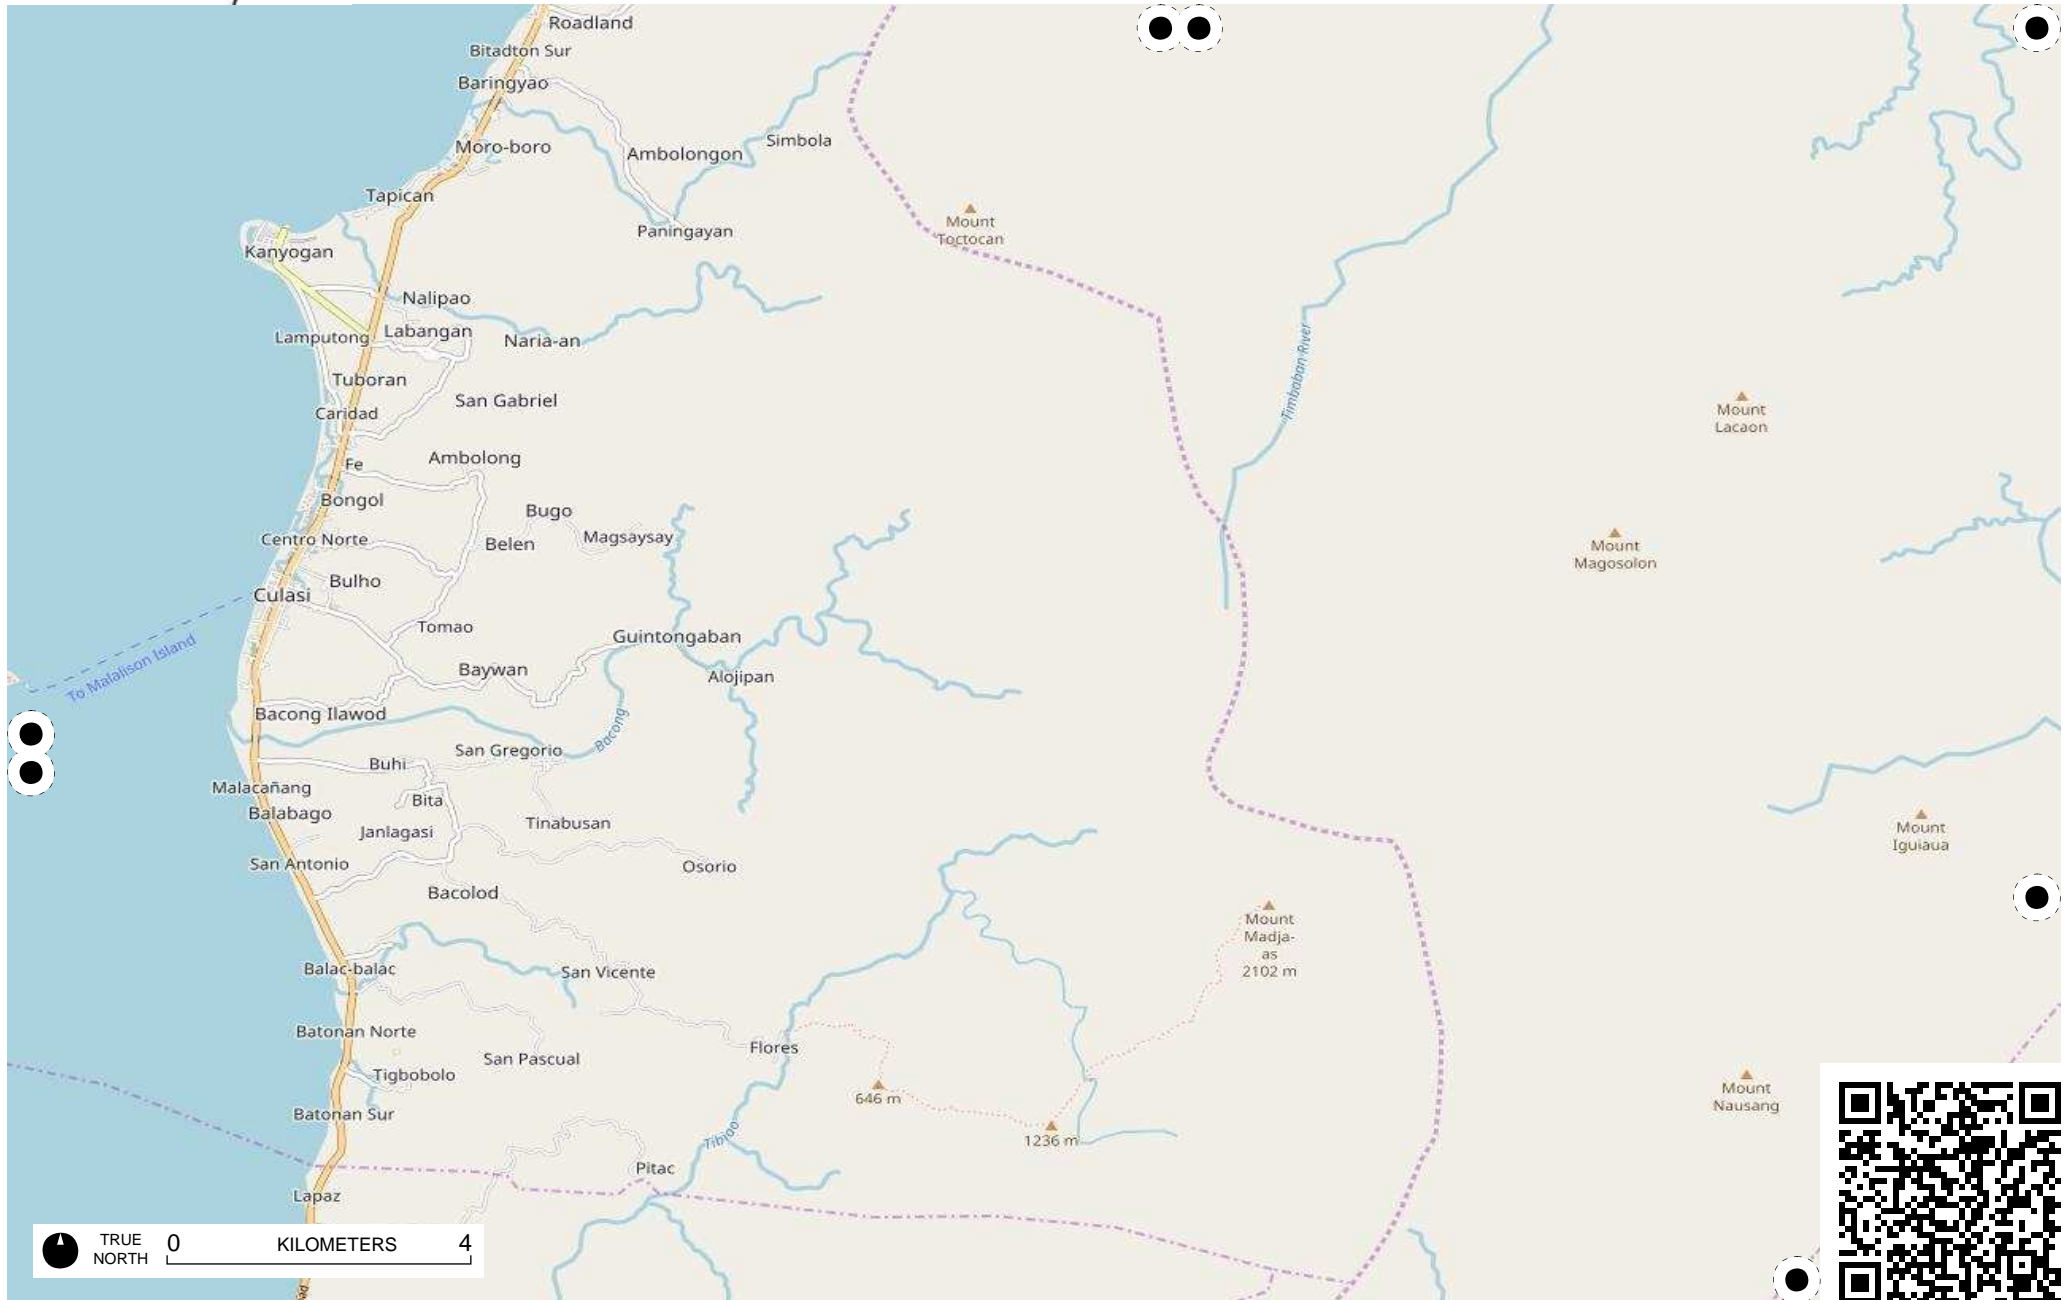 Roadland
Bitadton Sur
Baringyao
Simbola
Moro-boro
Ambolongon
Tapican
Mount
Toctocan
Paningayan
Kanyogan
Nalipao
Labangan
Lamputong
Naria-an
Timbaban River
Tuboran
San Gabriel
Caridad
Mount
Lacaon
Ambolong
Fe
Bongol
Bugo
Centro Norte
Belen
Magsaysay
Mount
Magosolon
Bulho
Culasi
Tomao
Guintongaban
To Malalison Island
Baywan
Alojipan
Bacong Ilawod
Bacong
San Gregorio
Buhi
Malacañang
Bita
Balabago
Tinabusan
Janlagasi
Mount
Iguiaua
San Antonio
Osorio
Bacolod
Mount
Madja-
as
2102 m
Balac-balac
San Vicente
Batonan Norte
Flores
San Pascual
Tigbobolo
646 m
Mount
Nausang
Batonan Sur
Tibiao
1236 m
Pitac
Lapaz
TRUE
NORTH
0 KILOMETERS 4